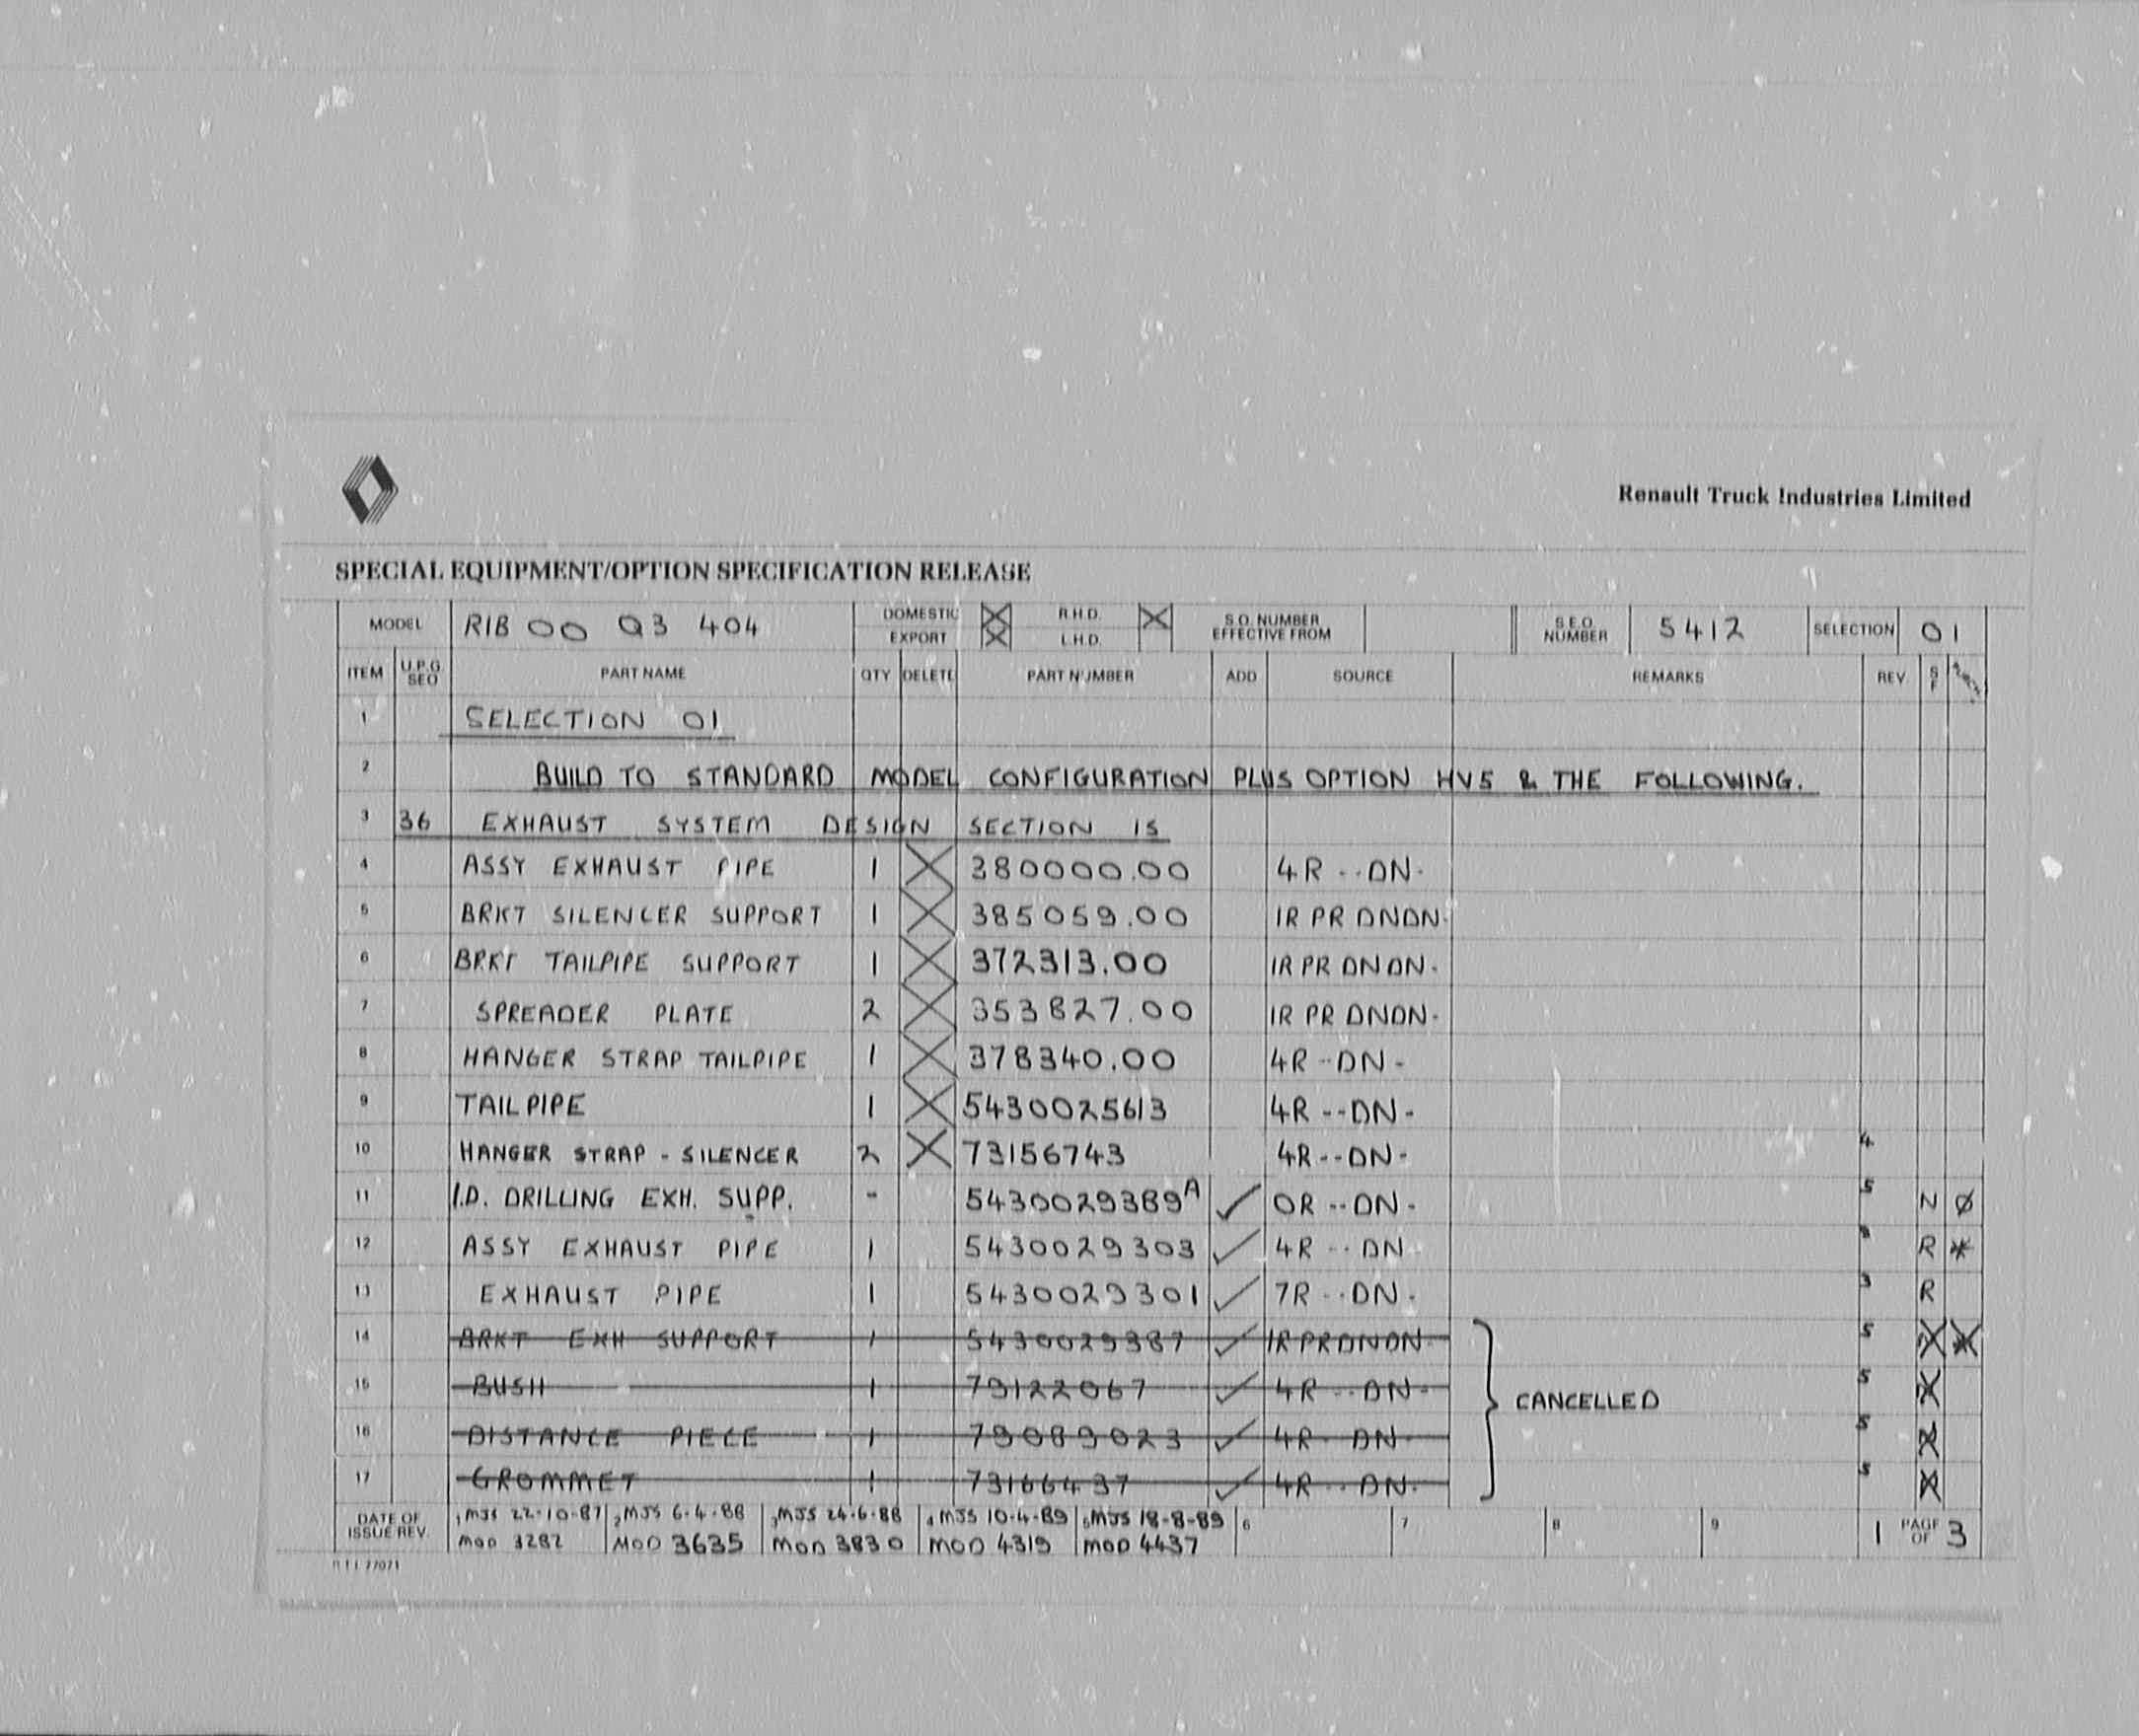 Renault Truck Industries Limited
SPECIAL EQUIPMENT/OPTION SPECIFICATION RELEASE
MODEL RIB 00 Q3 404 DOMESTIC R.H.D. S.O. NUMBER EFFECTIVE FROM S.E.O. NUMBER 5412 SELECTION 01
EXPORT L.H.D.
ITEM U.P.G. SEQ PART NAME QTY DELETE PART NUMBER ADD SOURCE REMARKS REV S F
1 SELECTION 01
2 BUILD TO STANDARD MODEL CONFIGURATION PLUS OPTION HV5 & THE FOLLOWING.
3 36 EXHAUST SYSTEM DESIGN SECTION 15
4 ASSY EXHAUST PIPE 1 X 380000.00 4R -- DN-
5 BRKT SILENCER SUPPORT 1 X 385059.00 1R PR DNDN-
6 BRKT TAILPIPE SUPPORT 1 X 372313.00 1R PR DNDN-
7 SPREADER PLATE 2 X 353827.00 1R PR DNDN-
8 HANGER STRAP TAILPIPE 1 X 378340.00 4R -- DN-
9 TAILPIPE 1 X 5430025613 4R -- DN-
10 HANGER STRAP - SILENCER 2 X 73156743 4R -- DN- 4
11 I.D. DRILLING EXH. SUPP. - 5430029389A ✓ OR -- DN- 5 N Ø
12 ASSY EXHAUST PIPE 1 5430029303 ✓ 4R -- DN R *
13 EXHAUST PIPE 1 5430029301 ✓ 7R -- DN- 3 R
14 BRKT EXH SUPPORT 1 5430029387 ✓ 1R PRDNDN- 5
15 BUSH 1 79122067 ✓ 4R -- DN- CANCELLED 5
16 DISTANCE PIECE 1 79089023 ✓ 4R- DN- 5
17 GROMMET 1 73166437 ✓ 4R -- DN- 5
DATE OF ISSUE REV. 1 MJS 22-10-87 2 MJS 6-4-88 3 MJS 24-6-88 4 MJS 10-4-89 5 MJS 18-8-89 6 7 8 9 1 PAGE OF 3
MOD 3282 MOD 3635 MOD 3830 MOD 4319 MOD 4437